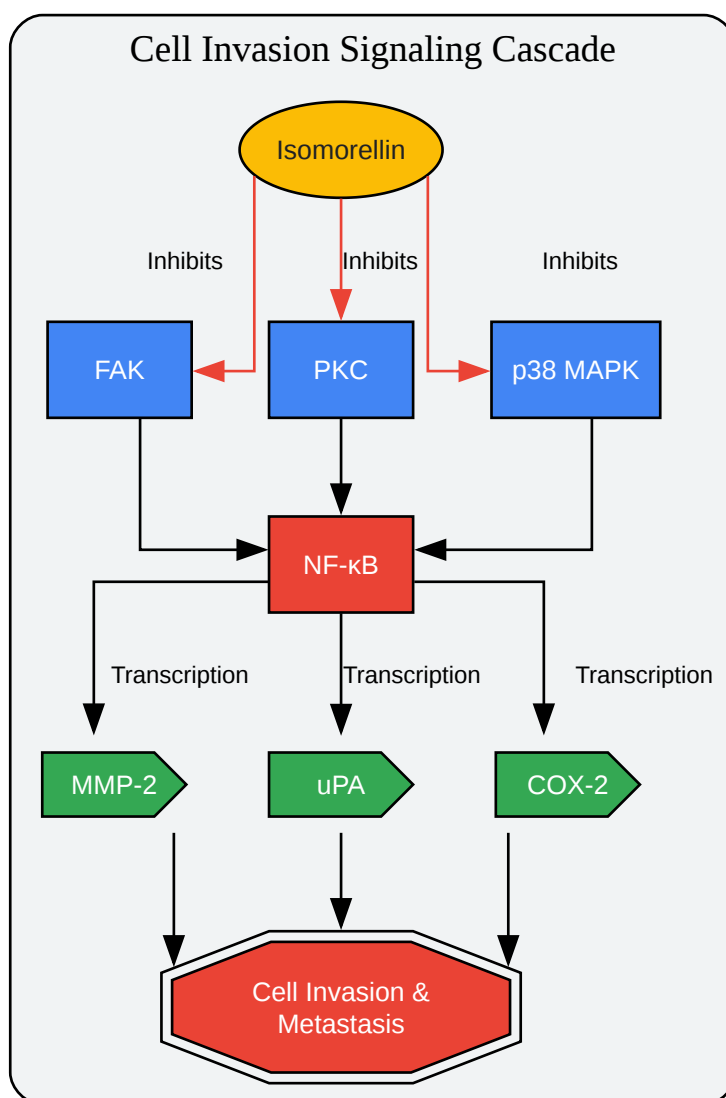 Cell Invasion Signaling Cascade
Isomorellin
Inhibits
Inhibits
Inhibits
FAK
PKC
p38 MAPK
NF-κB
Transcription
Transcription
Transcription
MMP-2
uPA
COX-2
Cell Invasion &
Metastasis